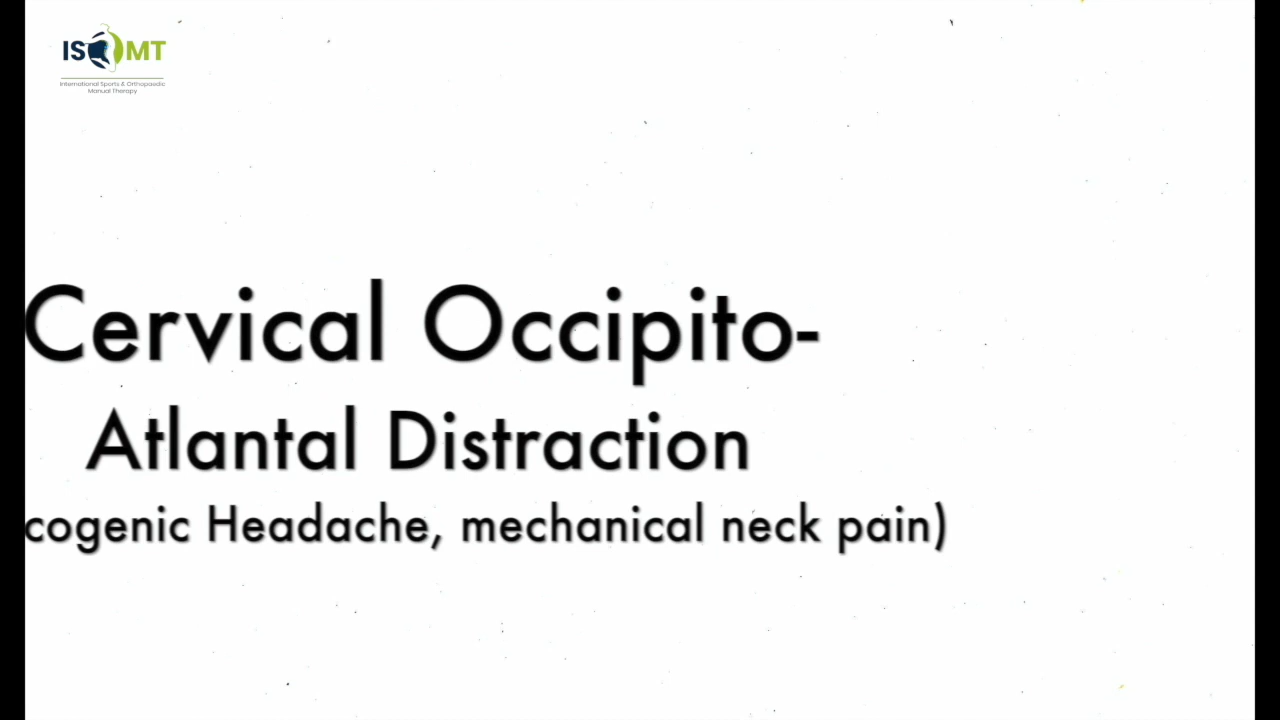 ISOMT
International Sports & Orthopaedic
Manual Therapy
Cervical Occipito-
Atlantal Distraction
cogenic Headache, mechanical neck pain)